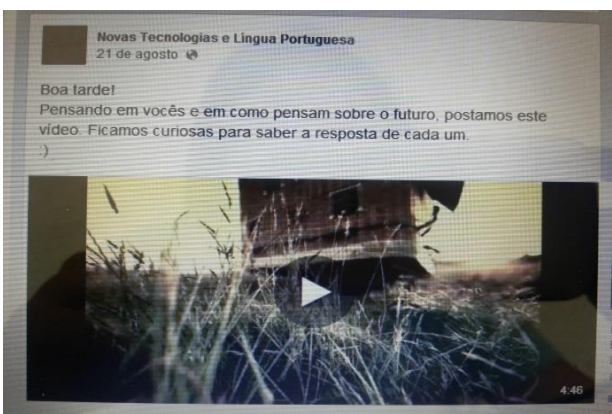 Novas Tecnologias e Língua Portuguesa
21 de agosto
Boa tarde!
Pensando em vocês e em como pensam sobre o futuro, postamos este
vídeo. Ficamos curiosas para saber a resposta de cada um.
:)
4:46